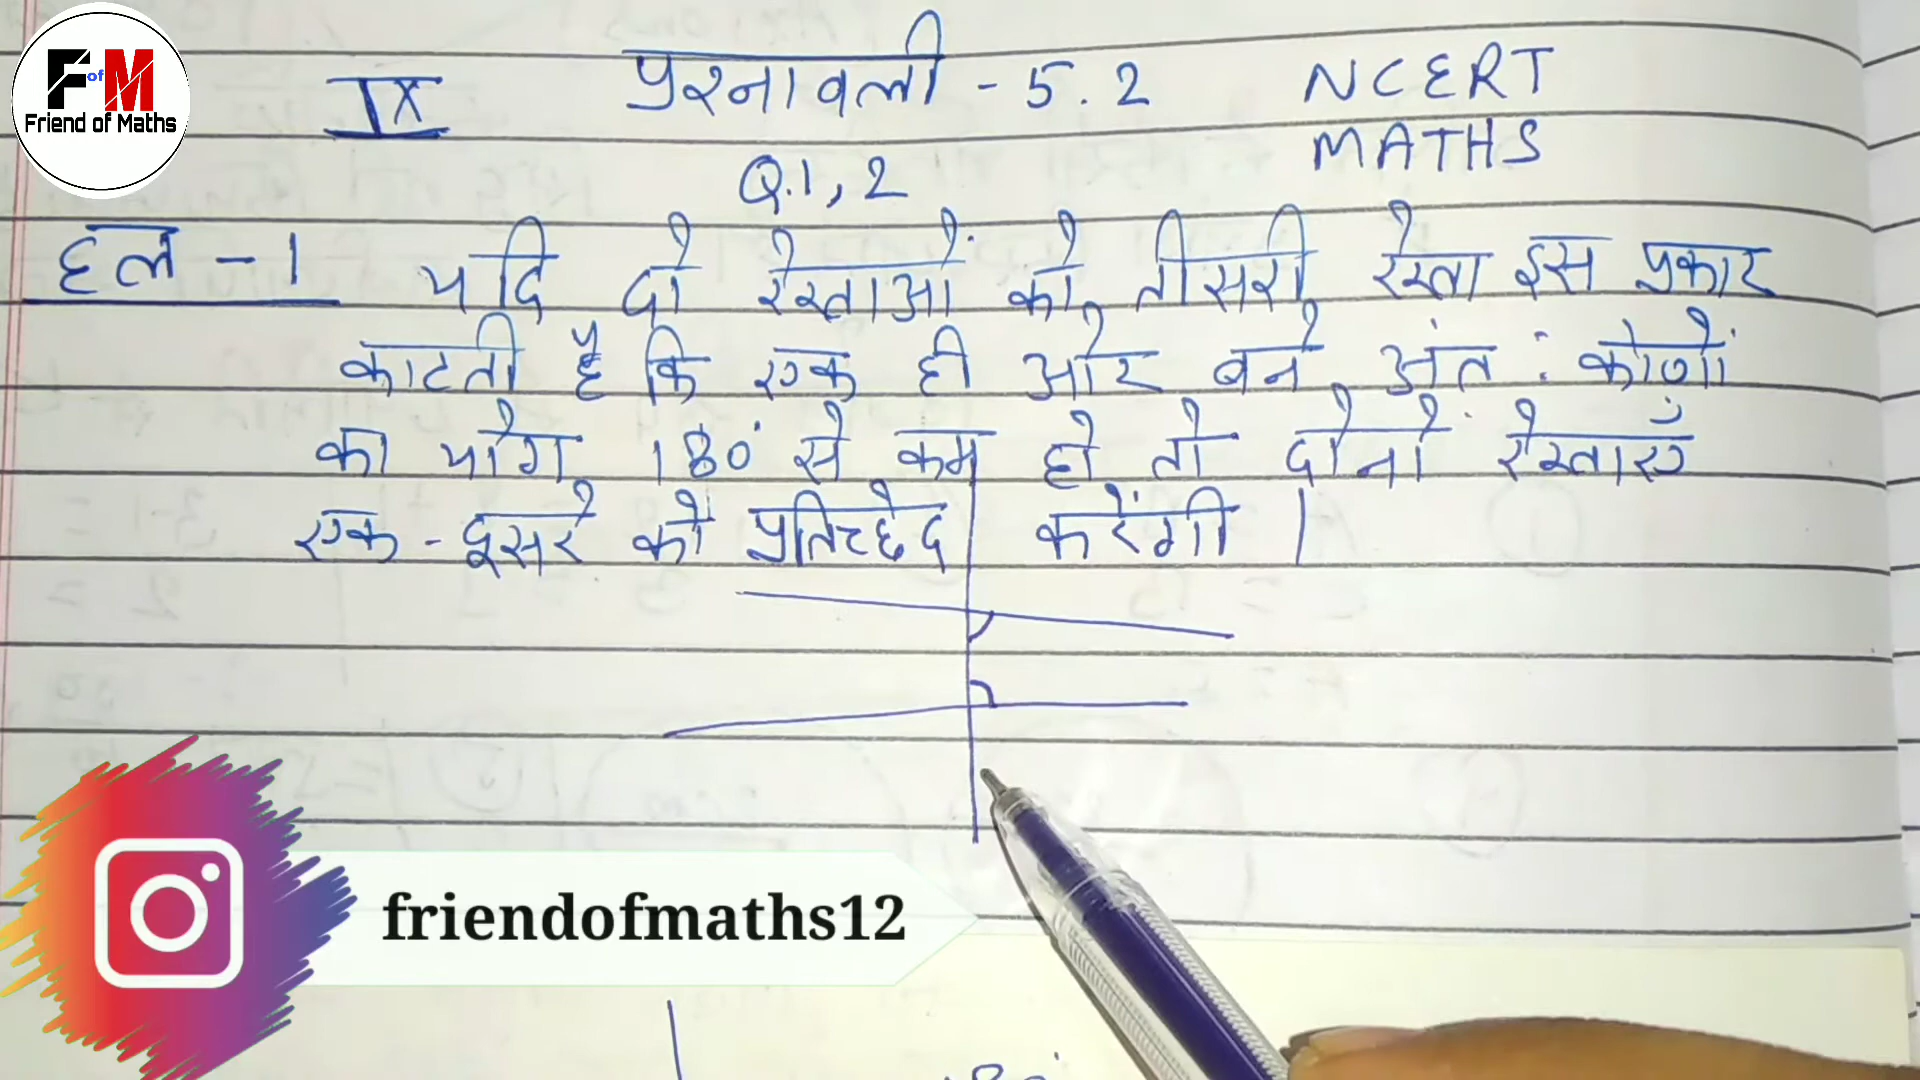 F of M
Friend of Maths
IX प्रश्नावली - 5.2 NCERT
MATHS
Q.1, 2
हल - 1 यदि दो रेखाओं को तीसरी रेखा इस प्रकार
काटती है कि एक ही ओर बने अंत : कोणों
का योग 180° से कम हो तो दोनों रेखाएँ
एक - दूसरे को प्रतिच्छेद करेंगी |
friendofmaths12